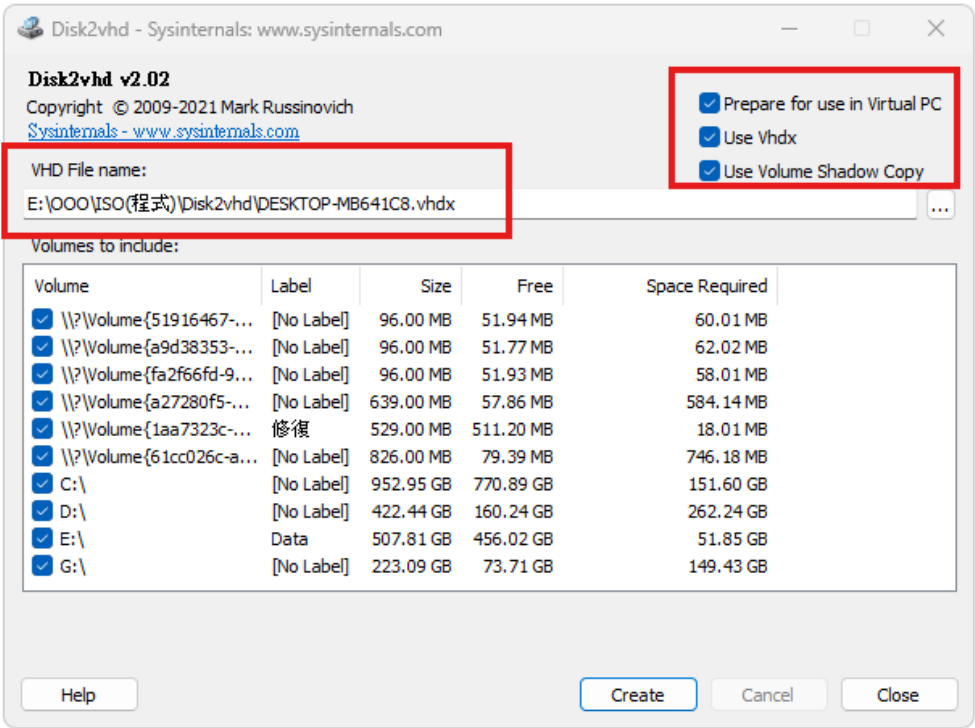 Disk2vhd - Sysinternals: www.sysinternals.com
Disk2vhd v2.02
Copyright © 2009-2021 Mark Russinovich
Sysinternals - www.sysinternals.com
Prepare for use in Virtual PC
Use Vhdx
Use Volume Shadow Copy
VHD File name:
E:\OOO\ISO(程式)\Disk2vhd\DESKTOP-MB641C8.vhdx
...
Volumes to include:
Volume Label Size Free Space Required
\\?\Volume{51916467-... [No Label] 96.00 MB 51.94 MB 60.01 MB
\\?\Volume{a9d38353-... [No Label] 96.00 MB 51.77 MB 62.02 MB
\\?\Volume{fa2f66fd-9... [No Label] 96.00 MB 51.93 MB 58.01 MB
\\?\Volume{a27280f5-... [No Label] 639.00 MB 57.86 MB 584.14 MB
\\?\Volume{1aa7323c-... 修復 529.00 MB 511.20 MB 18.01 MB
\\?\Volume{61cc026c-a... [No Label] 826.00 MB 79.39 MB 746.18 MB
C:\ [No Label] 952.95 GB 770.89 GB 151.60 GB
D:\ [No Label] 422.44 GB 160.24 GB 262.24 GB
E:\ Data 507.81 GB 456.02 GB 51.85 GB
G:\ [No Label] 223.09 GB 73.71 GB 149.43 GB
Help Create Cancel Close